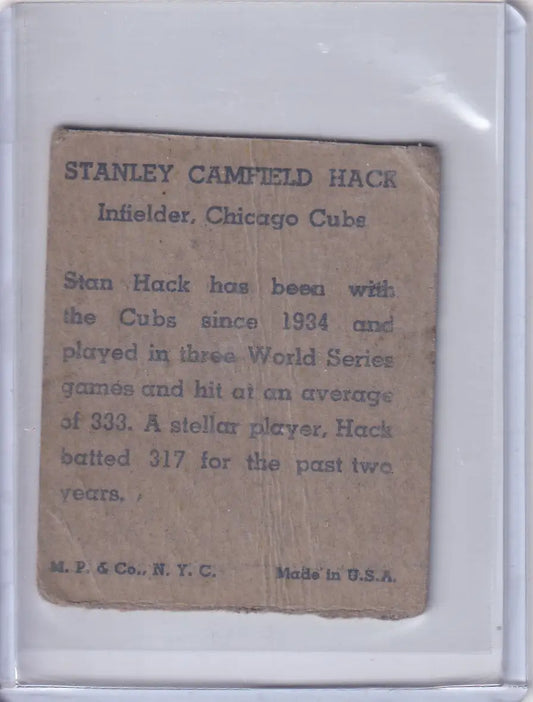 STANLEY CAMFIELD HACK
Infielder, Chicago Cubs
Stan Hack has been with
the Cubs since 1934 and
played in three World Series
games and hit at an average
of 333. A stellar player, Hack
batted 317 for the past two
years.
M. P. & Co., N. Y. C. Made in U.S.A.